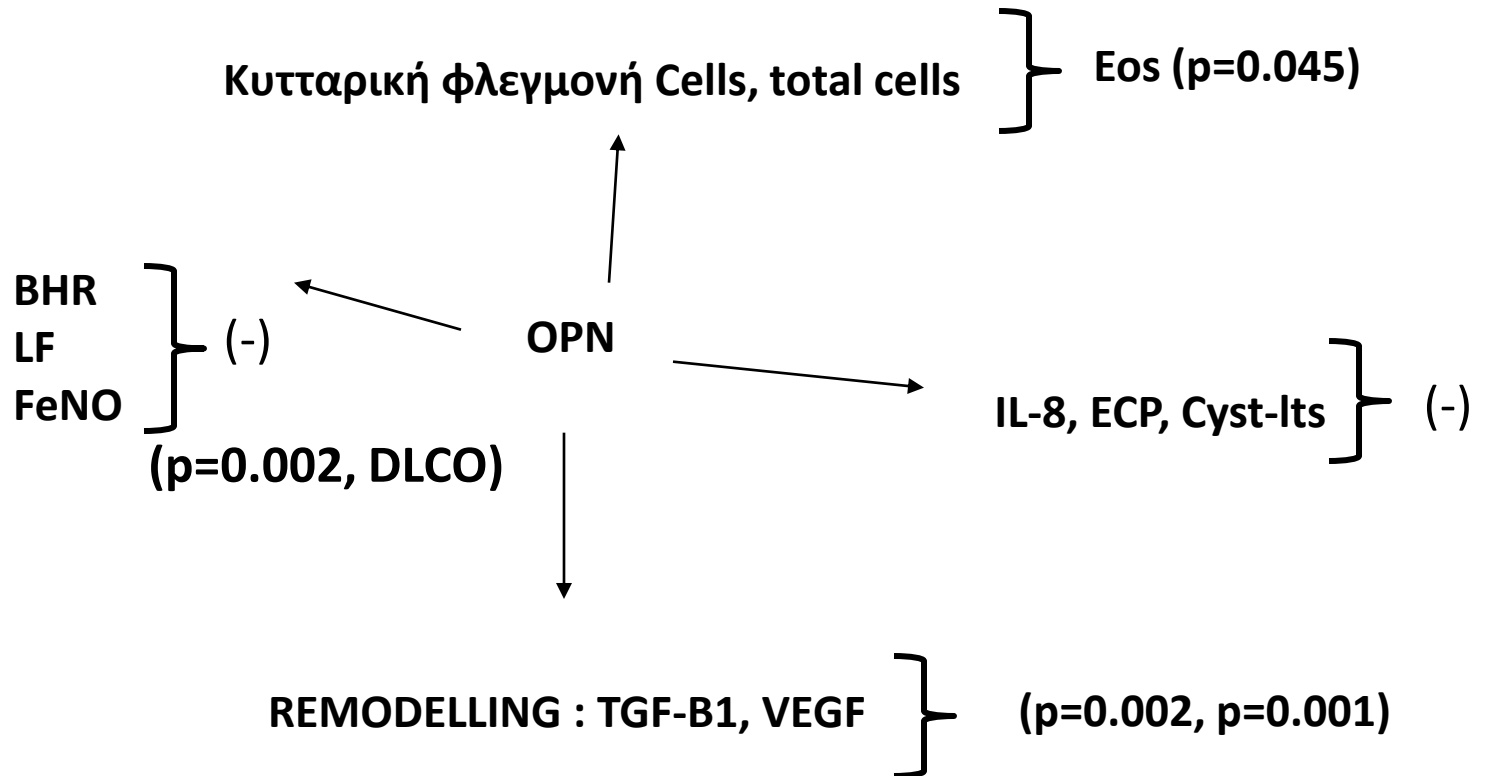 Κυτταρική φλεγμονή Cells, total cells
Eos (p=0.045)
BHR
LF
FeNO
(-)
(p=0.002, DLCO)
OPN
IL-8, ECP, Cyst-lts
(-)
REMODELLING : TGF-B1, VEGF
(p=0.002, p=0.001)